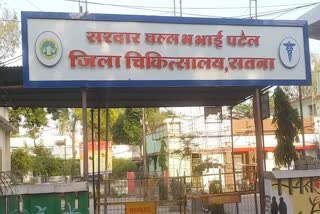 सरदार वल्लभभाई पटेल
जिला चिकित्सालय, सतना